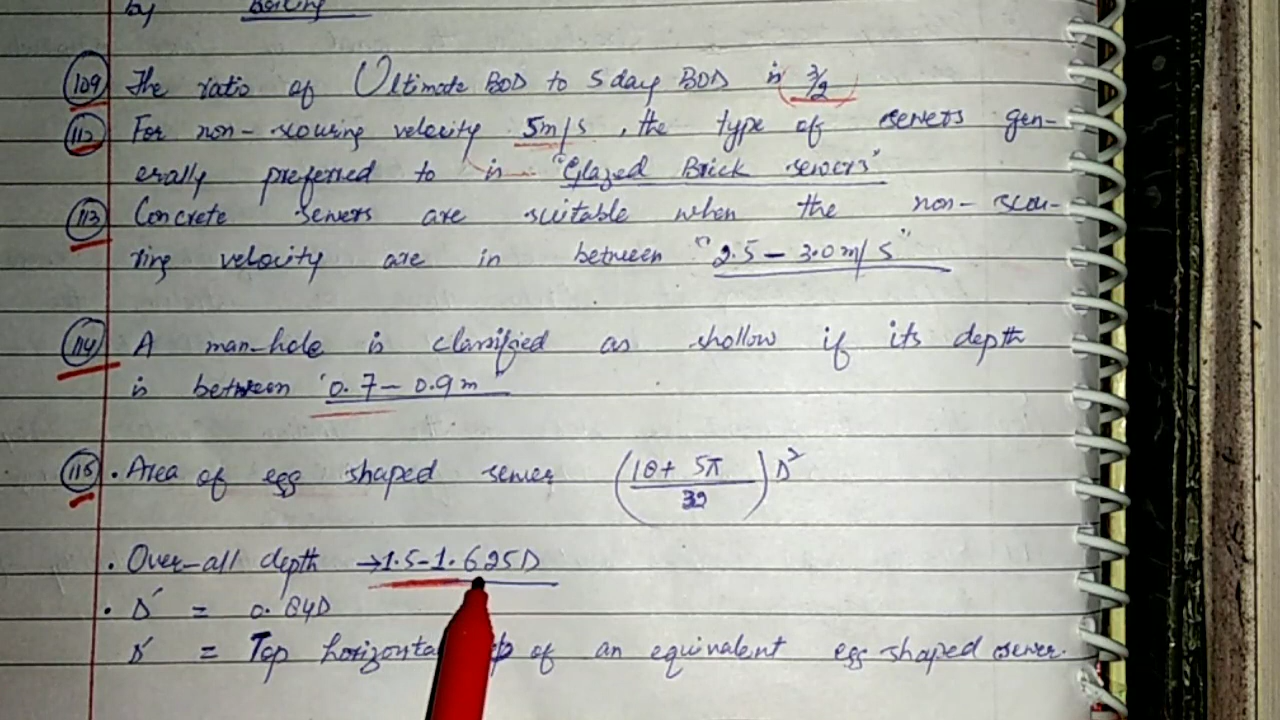 by Boiling
109 The ratio of Ultimate BOD to 5 day BOD is 3/2
112 For non-scouring velocity 5m/s, the type of sewers gen-
erally preferred to is "Glazed Brick sewers"
113 Concrete sewers are suitable when the non-scou-
ring velocity are in between "2.5 - 3.0 m/s"
114 A man-hole is classified as shollow if its depth
is between '0.7 - 0.9 m
115 . Area of egg shaped sewer (18 + 5π / 32) D²
. Over-all depth → 1.5 - 1.625D
. D' = 0.84D
D' = Top horizontal of an equivalent egg shaped sewer.